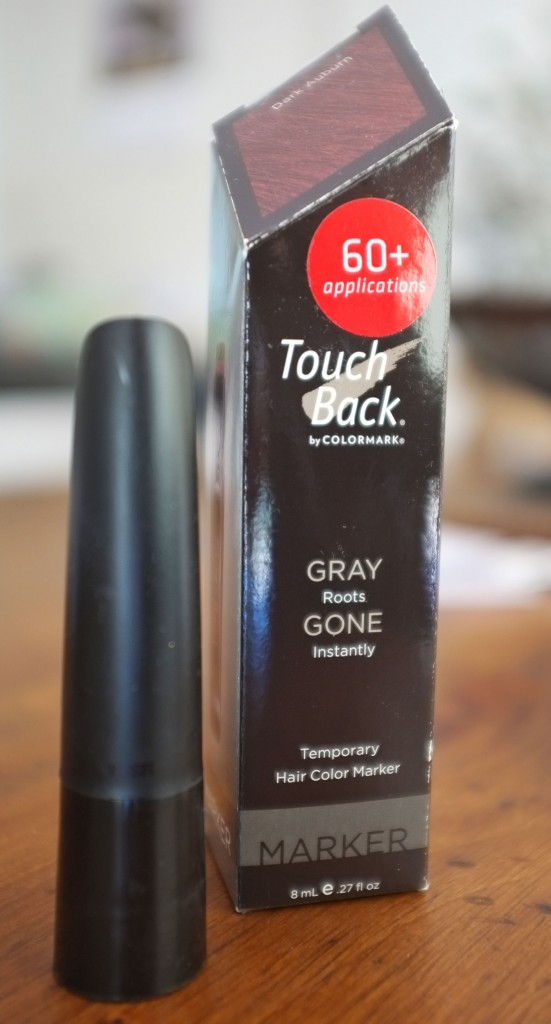 Dark Auburn
60+
applications
Touch
Back®
by COLORMARK®
GRAY
Roots
GONE
Instantly
Temporary
Hair Color Marker
MARKER
8 mL e .27 fl oz